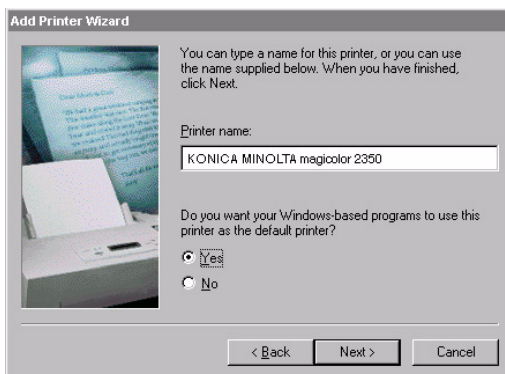 Add Printer Wizard
You can type a name for this printer, or you can use
the name supplied below. When you have finished,
click Next.
Printer name:
KONICA MINOLTA magicolor 2350
Do you want your Windows-based programs to use this
printer as the default printer?
Yes
No
< Back
Next >
Cancel